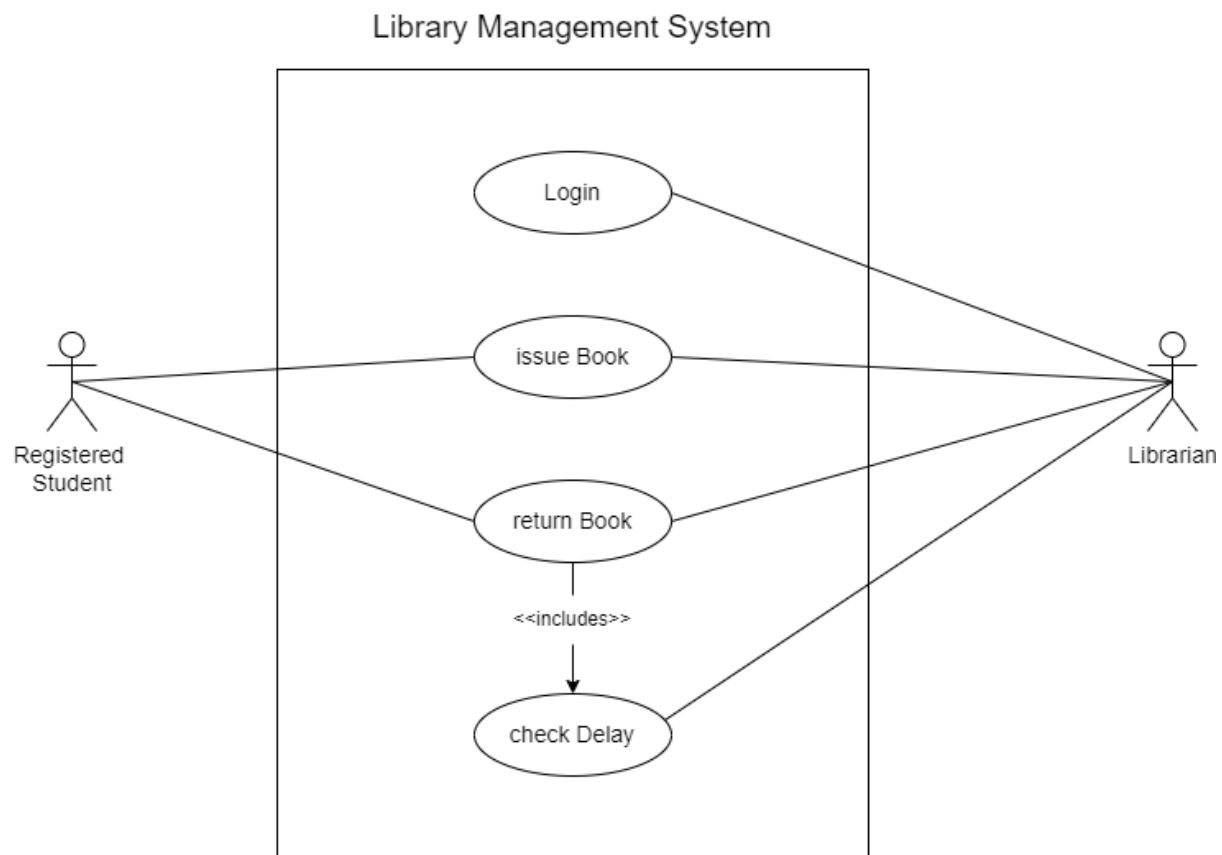 Library Management System
Login
issue Book
Registered
Student
Librarian
return Book
<<includes>>
check Delay